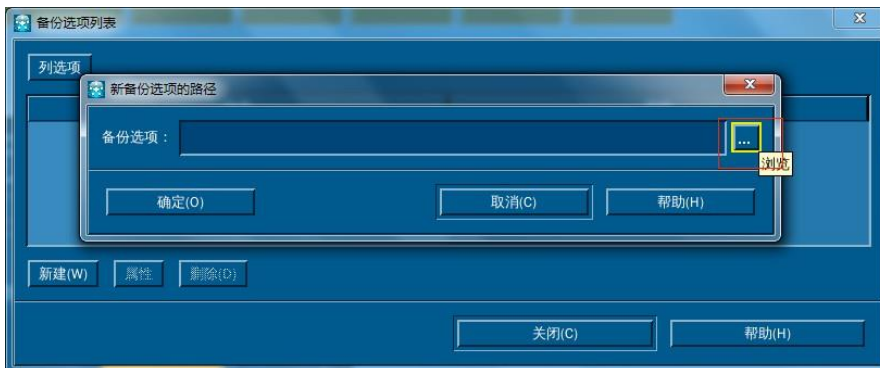 备份选项列表
列选项
新备份选项的路径
备份选项：
...
浏览
确定(O)
取消(C)
帮助(H)
新建(W)
属性
删除(D)
关闭(C)
帮助(H)